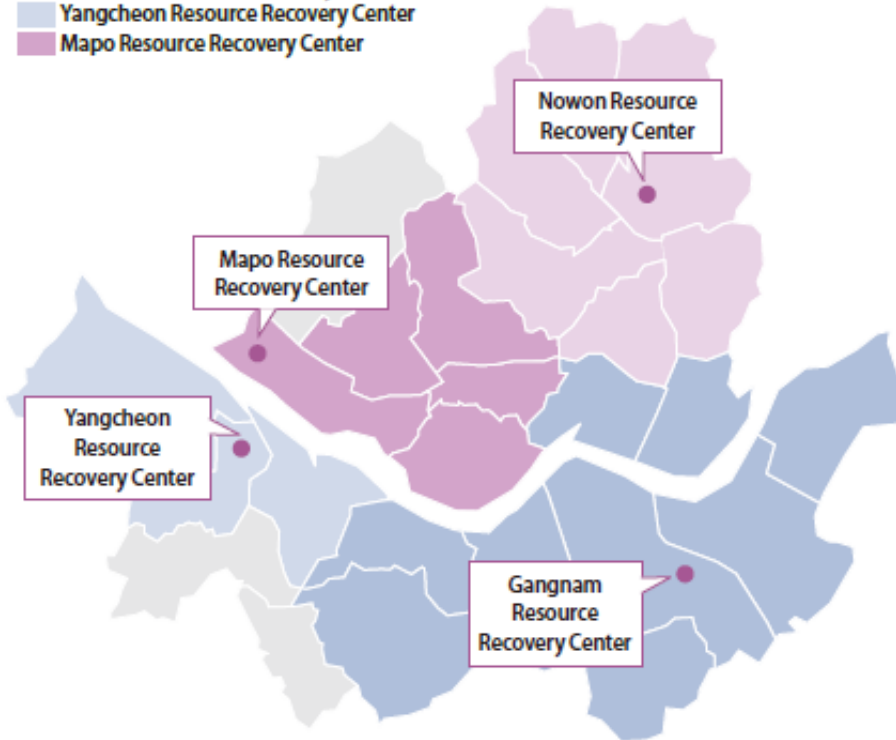 Yangcheon Resource Recovery Center
Mapo Resource Recovery Center
Nowon Resource
Recovery Center
Mapo Resource
Recovery Center
Yangcheon
Resource
Recovery Center
Gangnam
Resource
Recovery Center